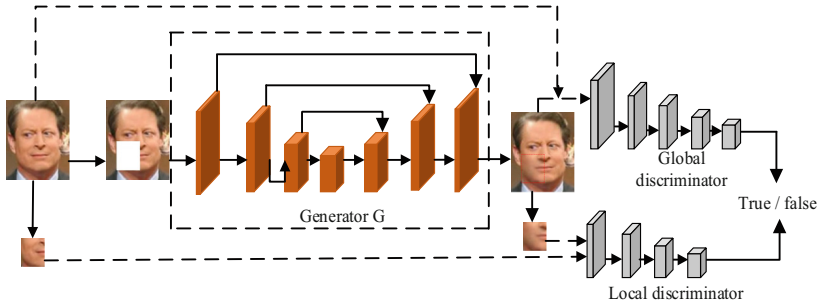 Generator G
Global
discriminator
True / false
Local discriminator